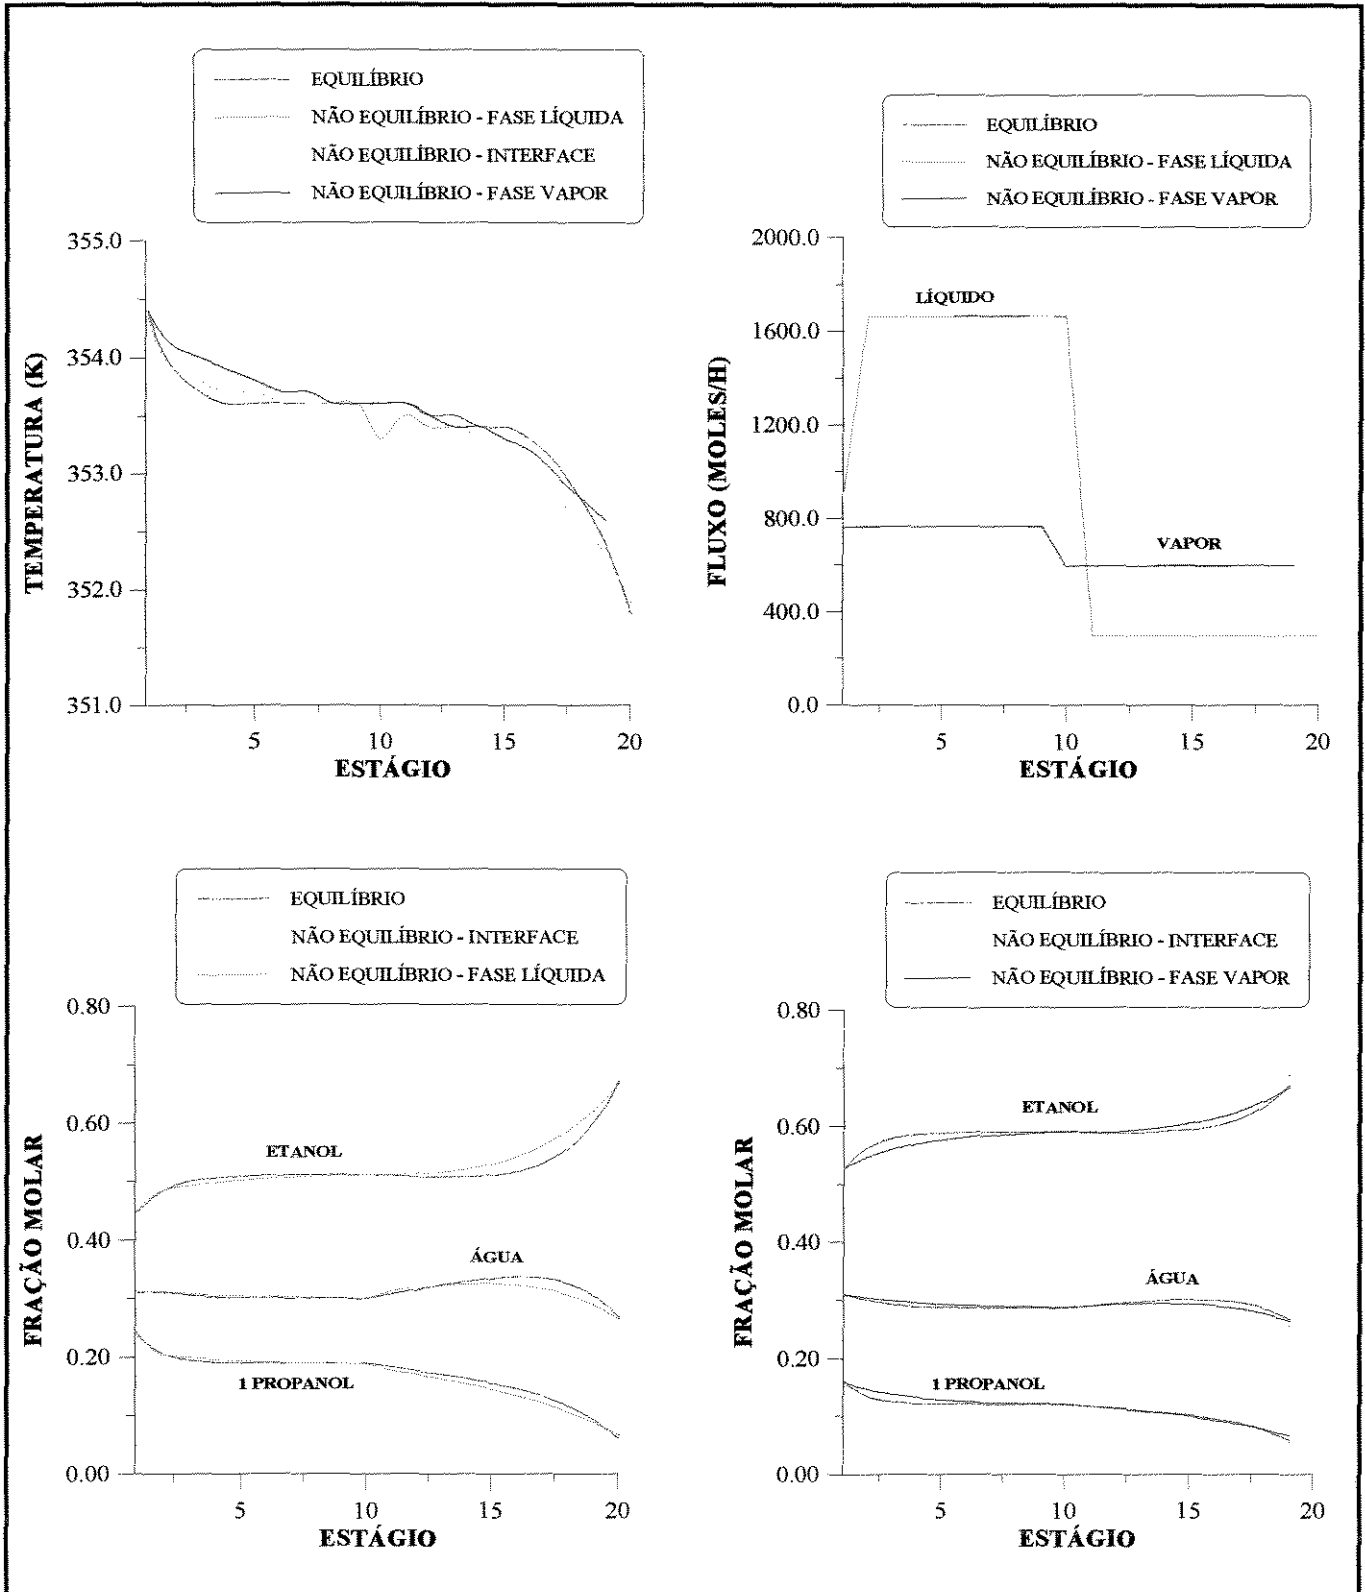 EQUILÍBRIO
NÃO EQUILÍBRIO - FASE LÍQUIDA
NÃO EQUILÍBRIO - INTERFACE
NÃO EQUILÍBRIO - FASE VAPOR
355.0
354.0
353.0
352.0
351.0
TEMPERATURA (K)
5 10 15 20
ESTÁGIO
EQUILÍBRIO
NÃO EQUILÍBRIO - FASE LÍQUIDA
NÃO EQUILÍBRIO - FASE VAPOR
2000.0
1600.0
1200.0
800.0
400.0
0.0
FLUXO (MOLES/H)
LÍQUIDO
VAPOR
5 10 15 20
ESTÁGIO
EQUILÍBRIO
NÃO EQUILÍBRIO - INTERFACE
NÃO EQUILÍBRIO - FASE LÍQUIDA
0.80
0.60
0.40
0.20
0.00
FRAÇÃO MOLAR
ETANOL
ÁGUA
1 PROPANOL
5 10 15 20
ESTÁGIO
EQUILÍBRIO
NÃO EQUILÍBRIO - INTERFACE
NÃO EQUILÍBRIO - FASE VAPOR
0.80
0.60
0.40
0.20
0.00
FRAÇÃO MOLAR
ETANOL
ÁGUA
1 PROPANOL
5 10 15 20
ESTÁGIO